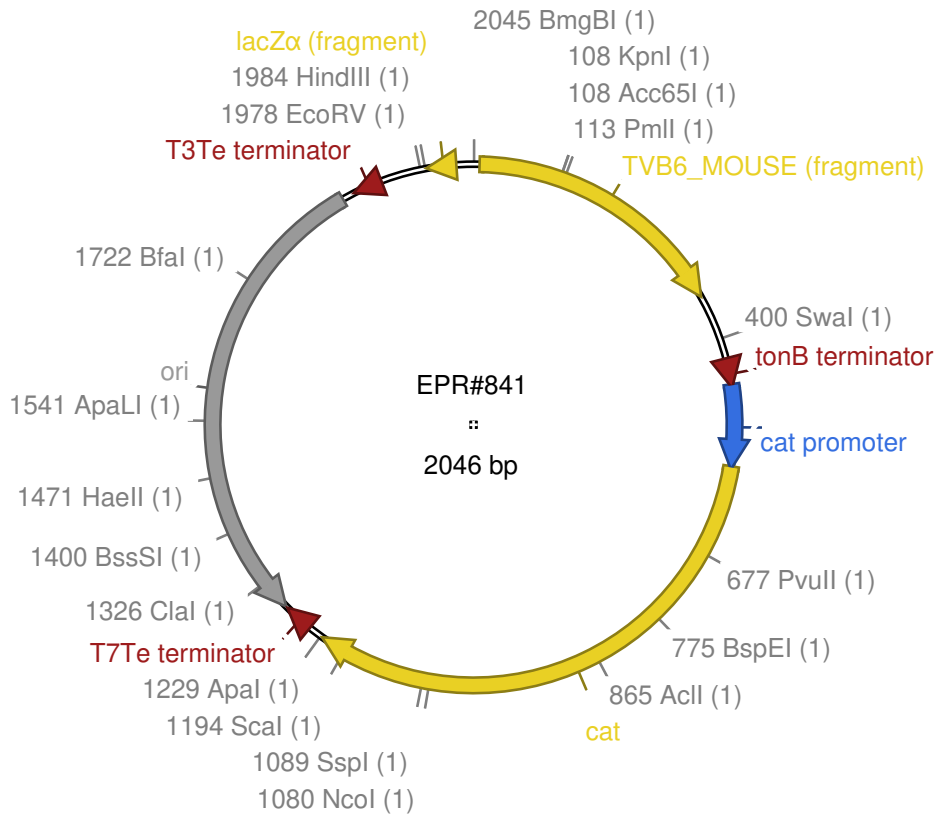 2045 BmgBI (1)
lacZα (fragment)
108 KpnI (1)
1984 HindIII (1)
108 Acc65I (1)
1978 EcoRV (1)
113 PmlI (1)
T3Te terminator
TVB6_MOUSE (fragment)
1722 BfaI (1)
400 SwaI (1)
tonB terminator
ori
EPR#841
1541 ApaLI (1)
cat promoter
2046 bp
1471 HaeII (1)
1400 BssSI (1)
677 PvuII (1)
1326 ClaI (1)
775 BspEI (1)
T7Te terminator
1229 ApaI (1)
865 AclI (1)
1194 ScaI (1)
cat
1089 SspI (1)
1080 NcoI (1)